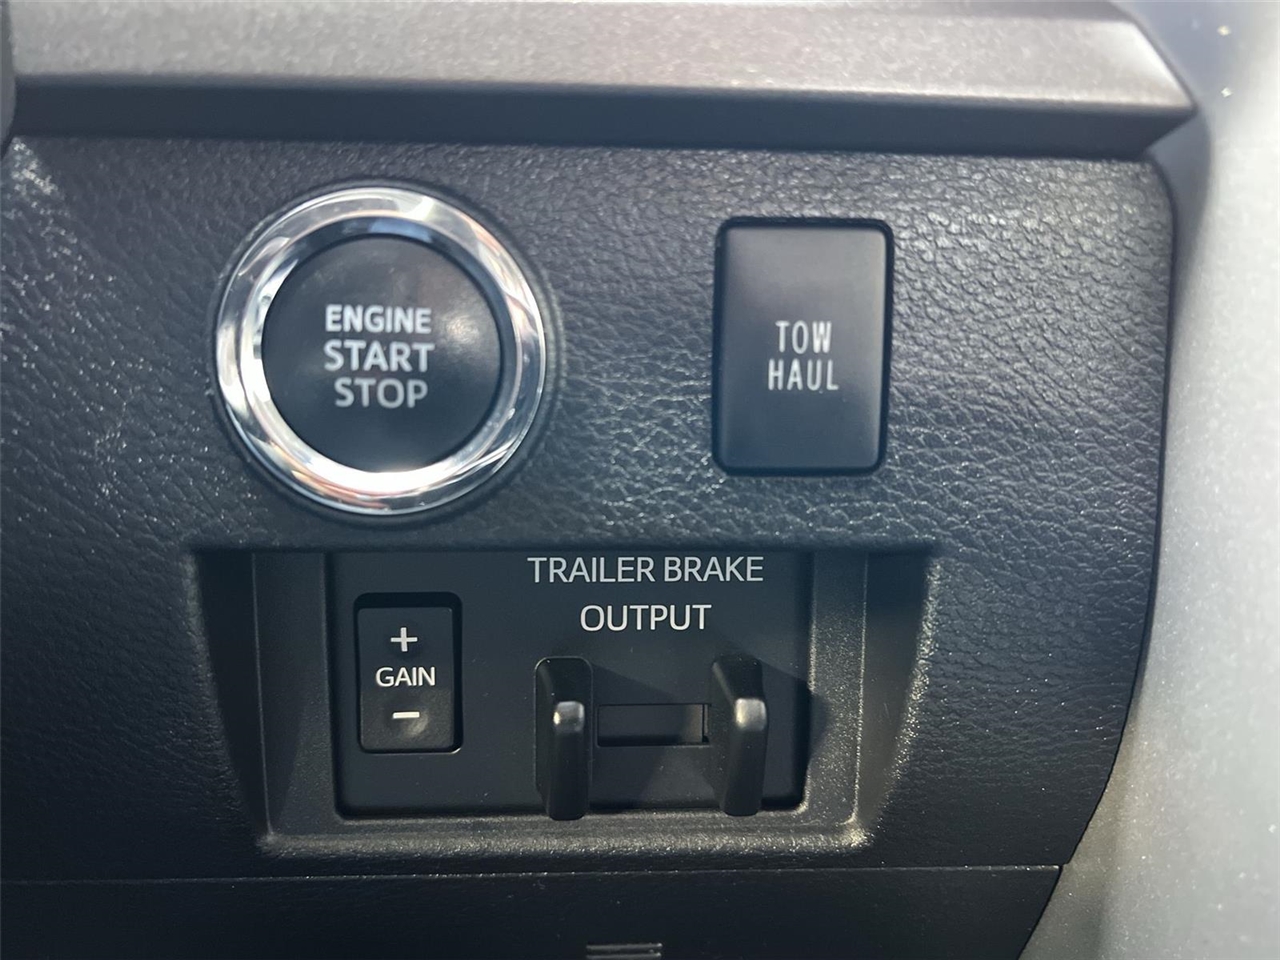 ENGINE
START
STOP
TOW
HAUL
TRAILER BRAKE
OUTPUT
+
GAIN
-